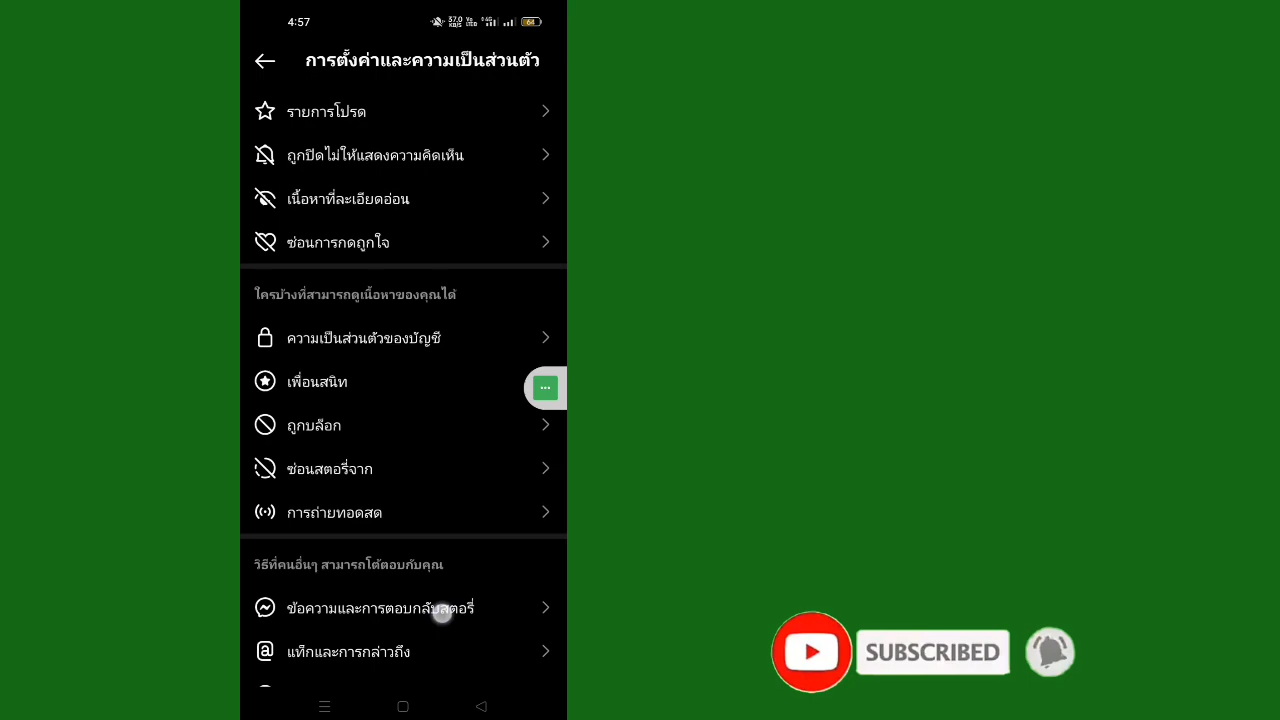 4:57
37.0 KB/S
Vo LTE
4G
64
การตั้งค่าและความเป็นส่วนตัว
รายการโปรด
ถูกปิดไม่ให้แสดงความคิดเห็น
เนื้อหาที่ละเอียดอ่อน
ซ่อนการกดถูกใจ
ใครบ้างที่สามารถดูเนื้อหาของคุณได้
ความเป็นส่วนตัวของบัญชี
เพื่อนสนิท
ถูกบล็อก
ซ่อนสตอรี่จาก
การถ่ายทอดสด
วิธีที่คนอื่นๆ สามารถโต้ตอบกับคุณ
ข้อความและการตอบกลับสตอรี่
แท็กและการกล่าวถึง
SUBSCRIBED